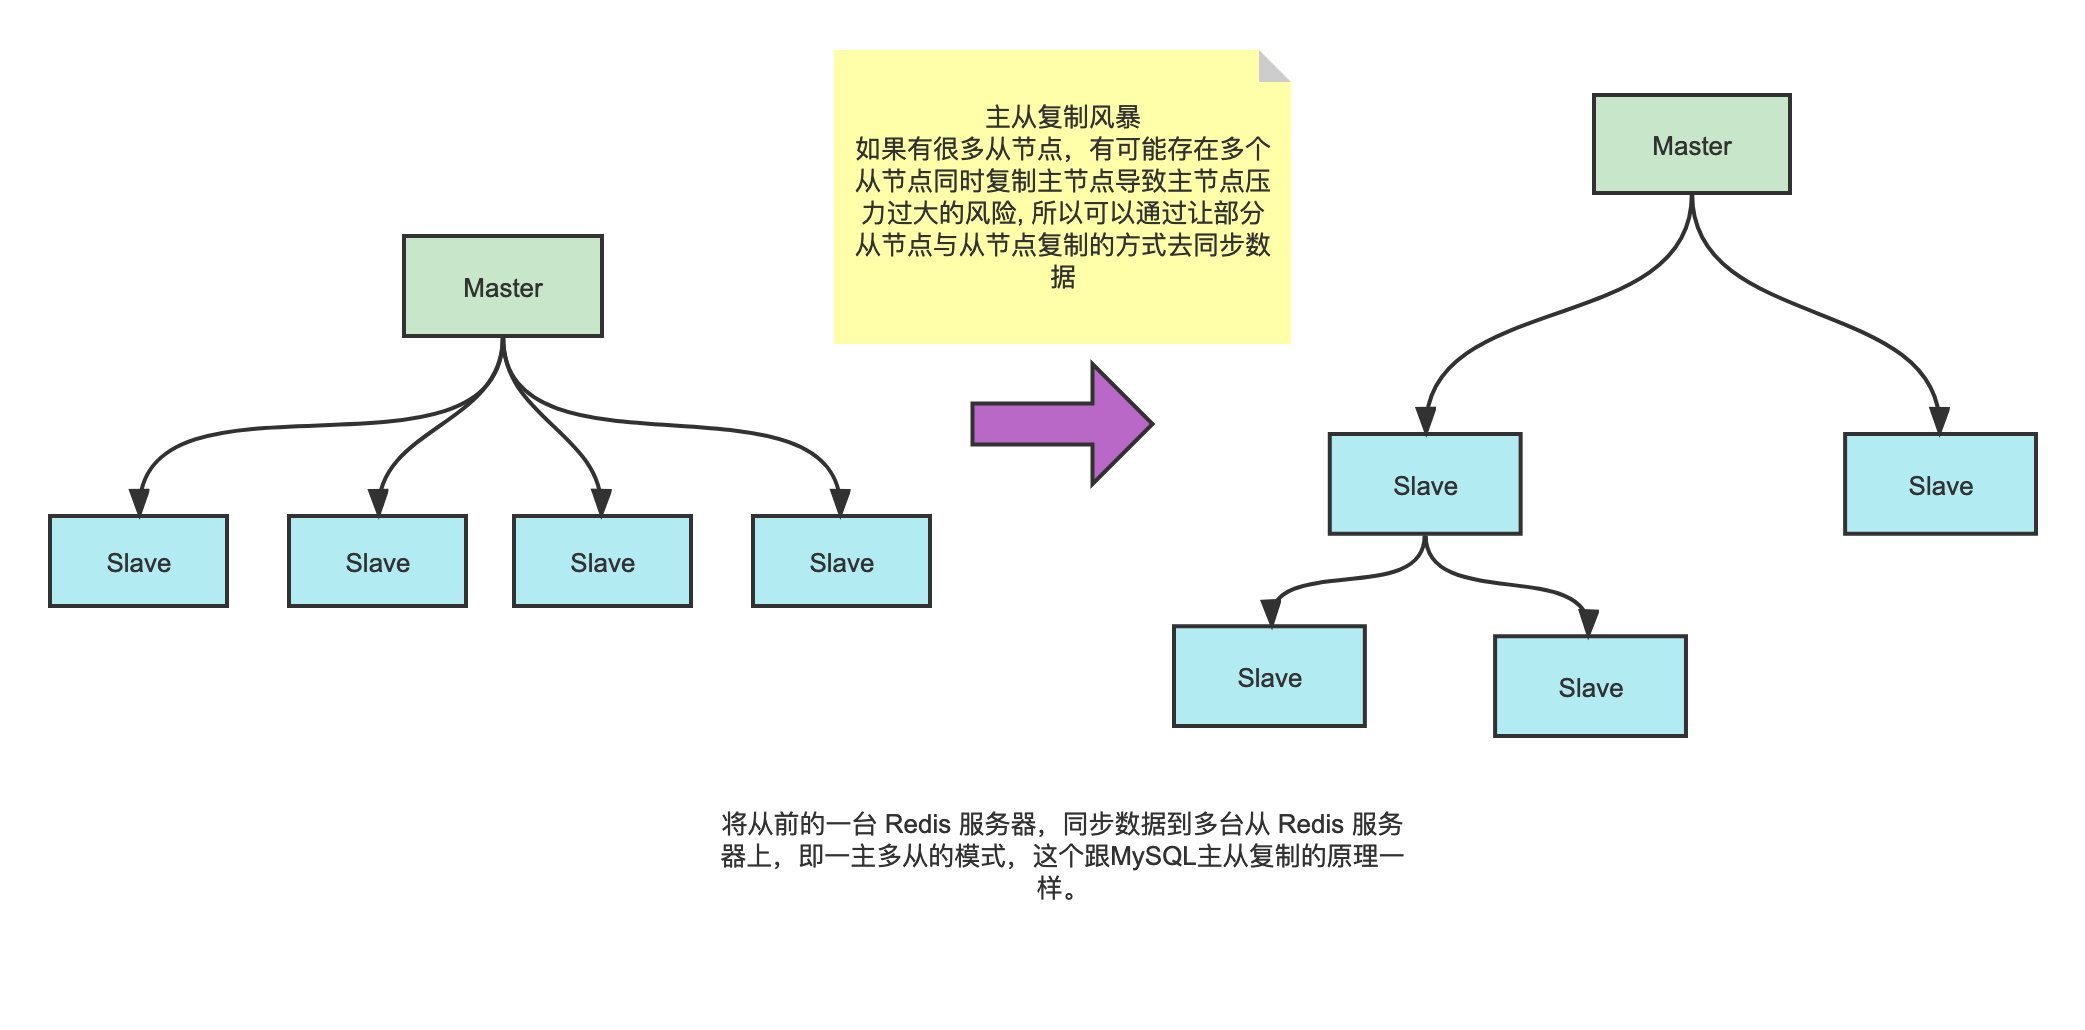 主从复制风暴
如果有很多从节点，有可能存在多个
从节点同时复制主节点导致主节点压
力过大的风险, 所以可以通过让部分
从节点与从节点复制的方式去同步数
据
Master
Slave
Slave
Slave
Slave
Master
Slave
Slave
Slave
Slave
将从前的一台 Redis 服务器，同步数据到多台从 Redis 服务
器上，即一主多从的模式，这个跟MySQL主从复制的原理一
样。